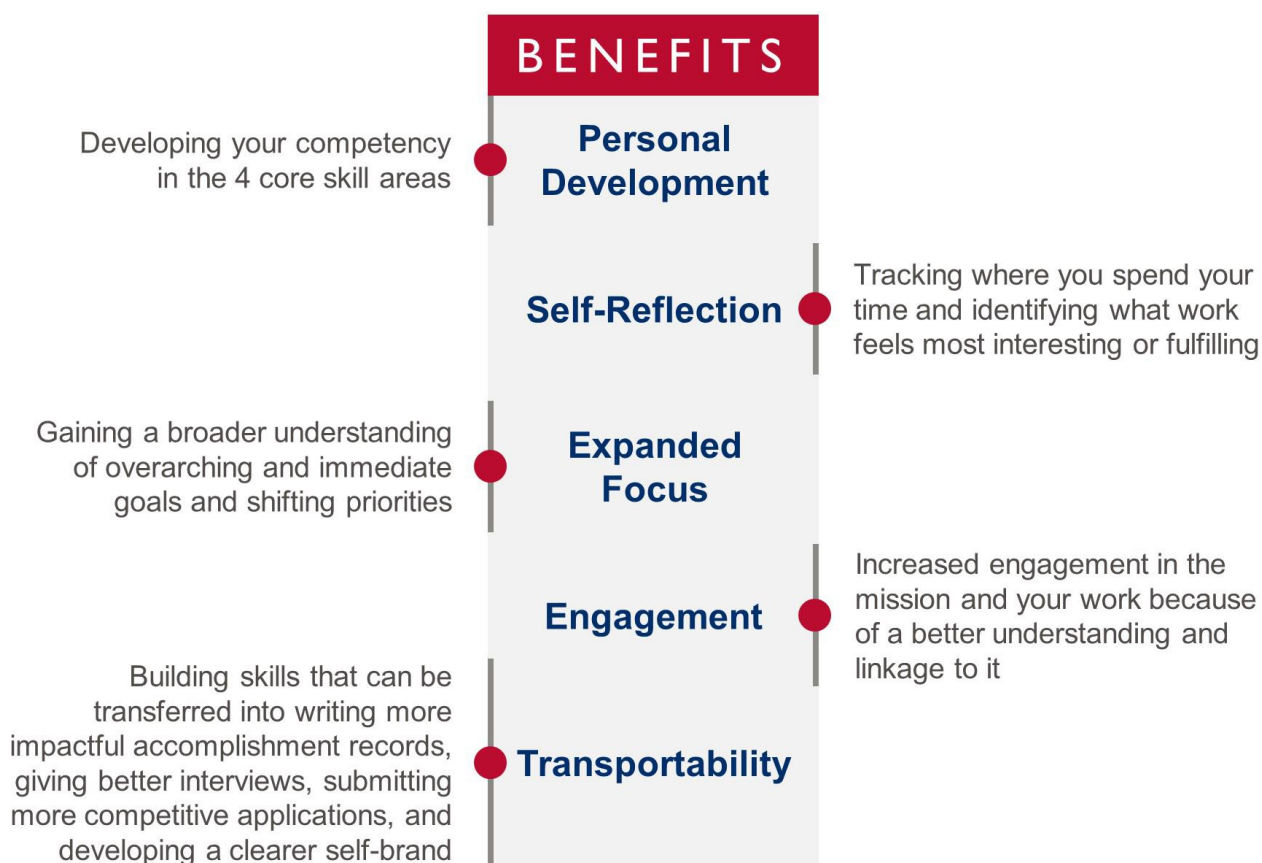 BENEFITS
Personal
Development
Developing your competency
in the 4 core skill areas
Self-Reflection
Tracking where you spend your
time and identifying what work
feels most interesting or fulfilling
Expanded
Focus
Gaining a broader understanding
of overarching and immediate
goals and shifting priorities
Engagement
Increased engagement in the
mission and your work because
of a better understanding and
linkage to it
Transportability
Building skills that can be
transferred into writing more
impactful accomplishment records,
giving better interviews, submitting
more competitive applications, and
developing a clearer self-brand